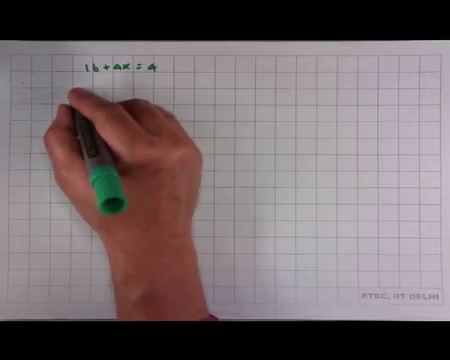 16 + 4x = 4
ETSC, IIT DELHI